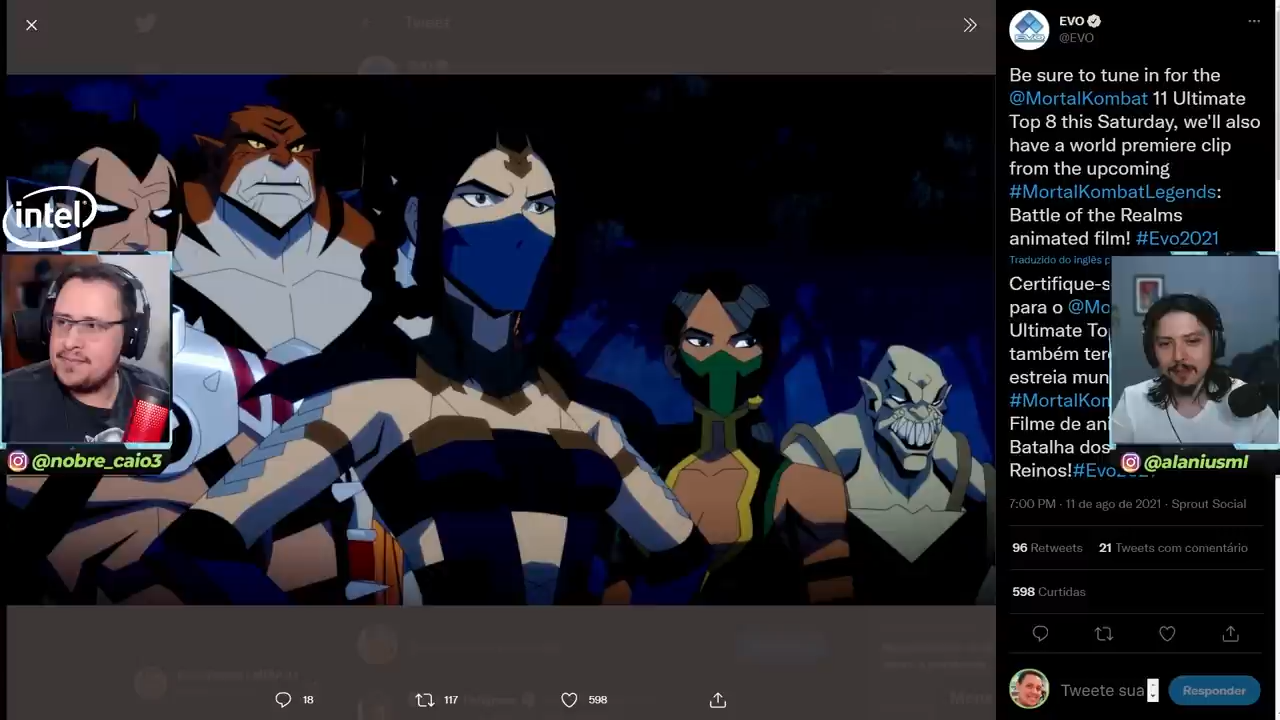 Tweet
EVO
@EVO
Be sure to tune in for the
@MortalKombat 11 Ultimate
Top 8 this Saturday, we'll also
have a world premiere clip
from the upcoming
#MortalKombatLegends:
Battle of the Realms
animated film! #Evo2021
Traduzido do inglês p
Certifique-s
para o @Mo
Ultimate To
também ter
estreia mun
#MortalKom
Filme de ani
Batalha dos
Reinos!#Evo2021
7:00 PM · 11 de ago de 2021 · Sprout Social
96 Retweets 21 Tweets com comentário
598 Curtidas
Tweete sua
Responder
intel
@nobre_caio3
@alaniusml
18
117
598